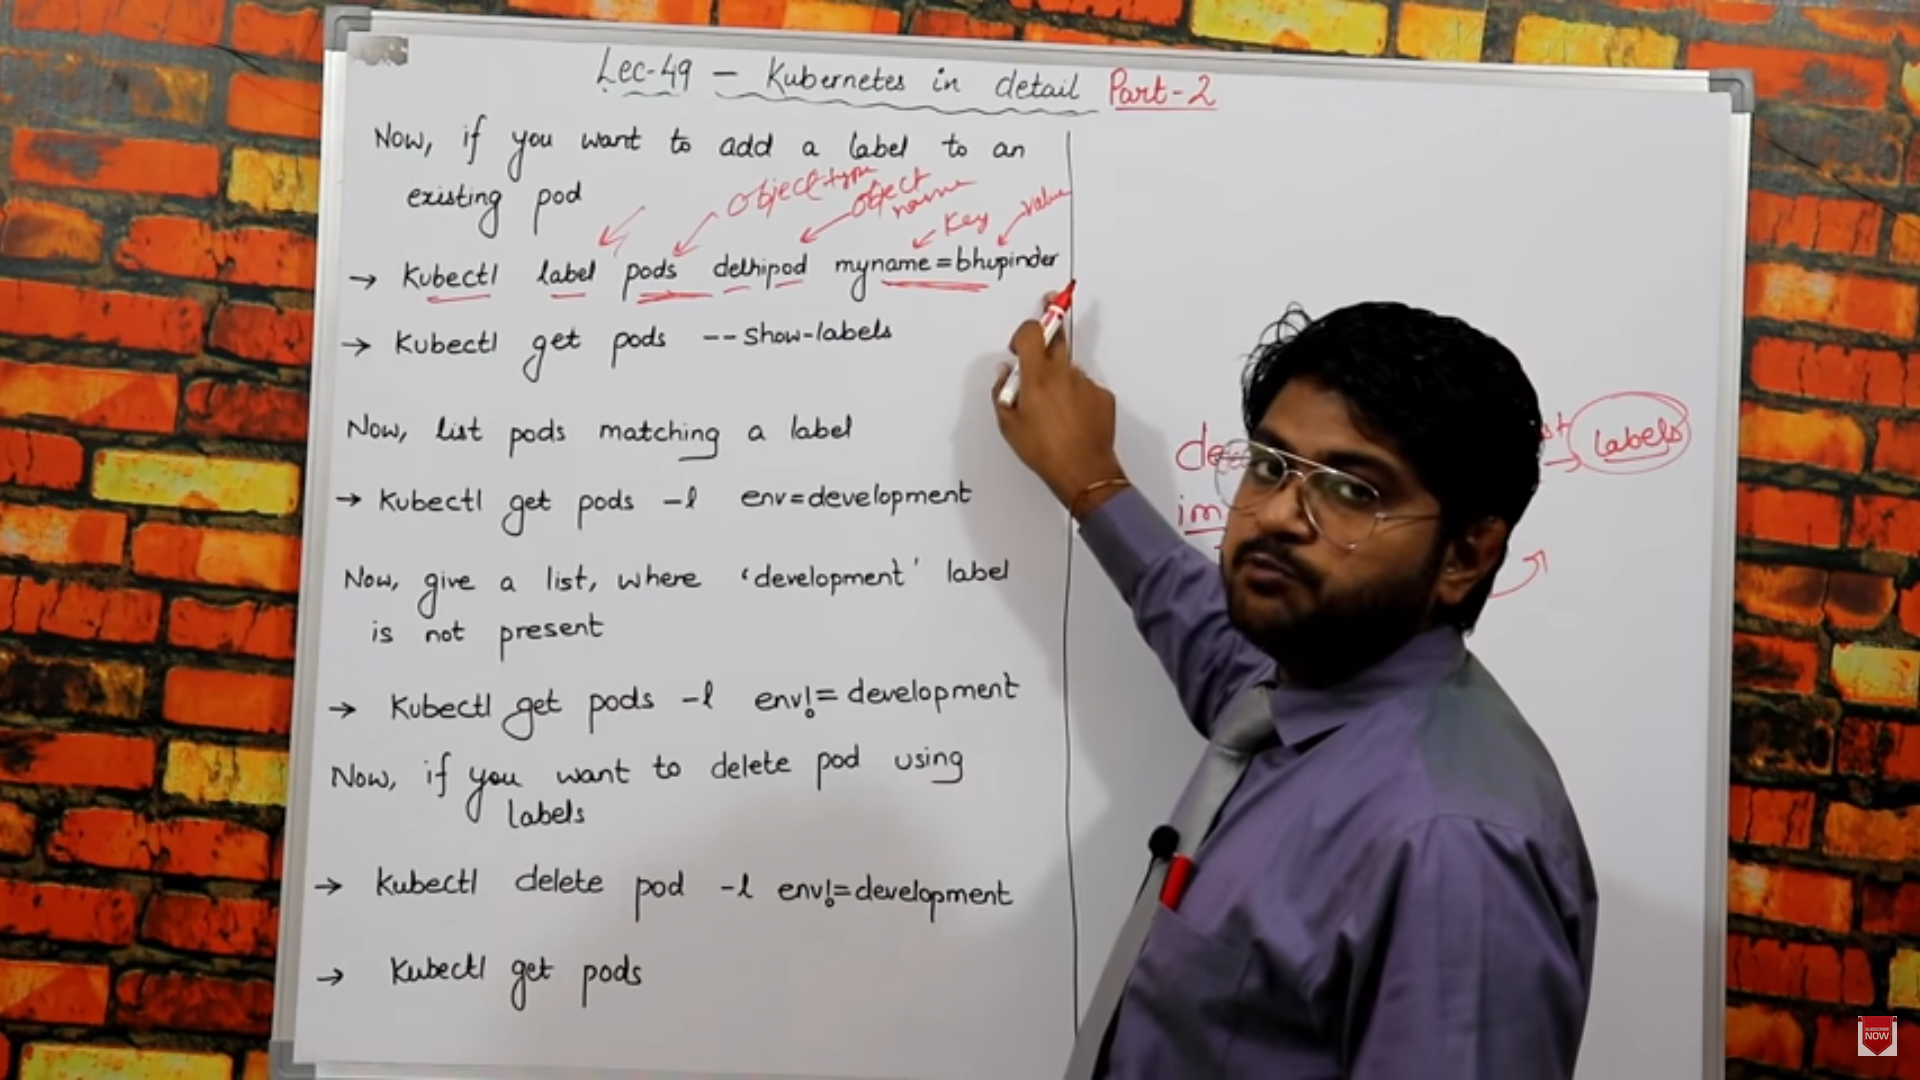 Lec-49 - Kubernetes in detail Part-2
Now, if you want to add a label to an
existing pod
object type
object
name
Key
value
→ Kubectl label pods delhipod myname=bhupinder
→ Kubectl get pods --show-labels
Now, list pods matching a label
→ Kubectl get pods -l env=development
Now, give a list, where 'development' label
is not present
→ Kubectl get pods -l env!=development
Now, if you want to delete pod using
labels
→ Kubectl delete pod -l env!=development
→ Kubectl get pods
labels
SUBSCRIBE
NOW